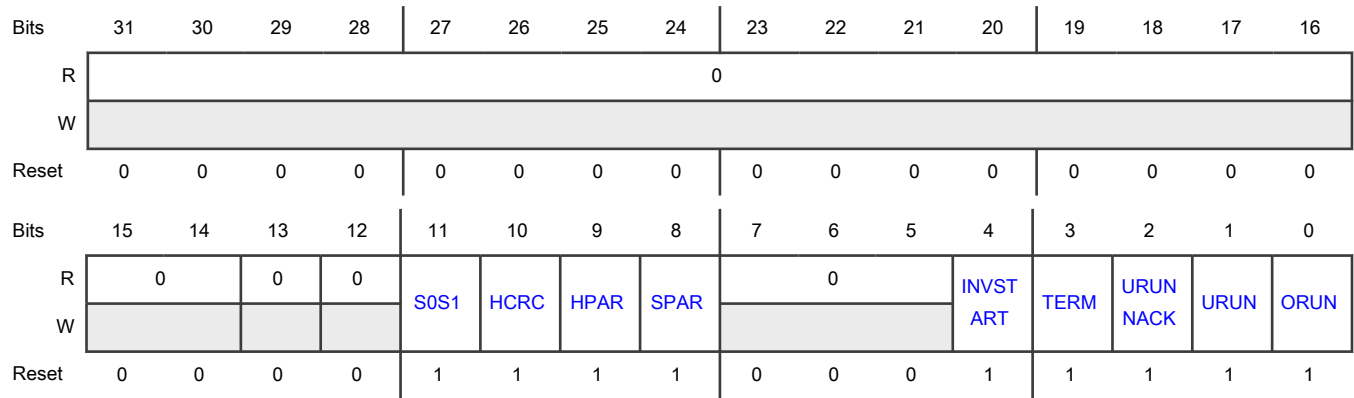 Bits 31 30 29 28 27 26 25 24 23 22 21 20 19 18 17 16
R 0
W
Reset 0 0 0 0 0 0 0 0 0 0 0 0 0 0 0 0
Bits 15 14 13 12 11 10 9 8 7 6 5 4 3 2 1 0
R 0 0 0 S0S1 HCRC HPAR SPAR 0 INVST TERM URUN URUN ORUN
W ART NACK
Reset 0 0 0 0 1 1 1 1 0 0 0 1 1 1 1 1